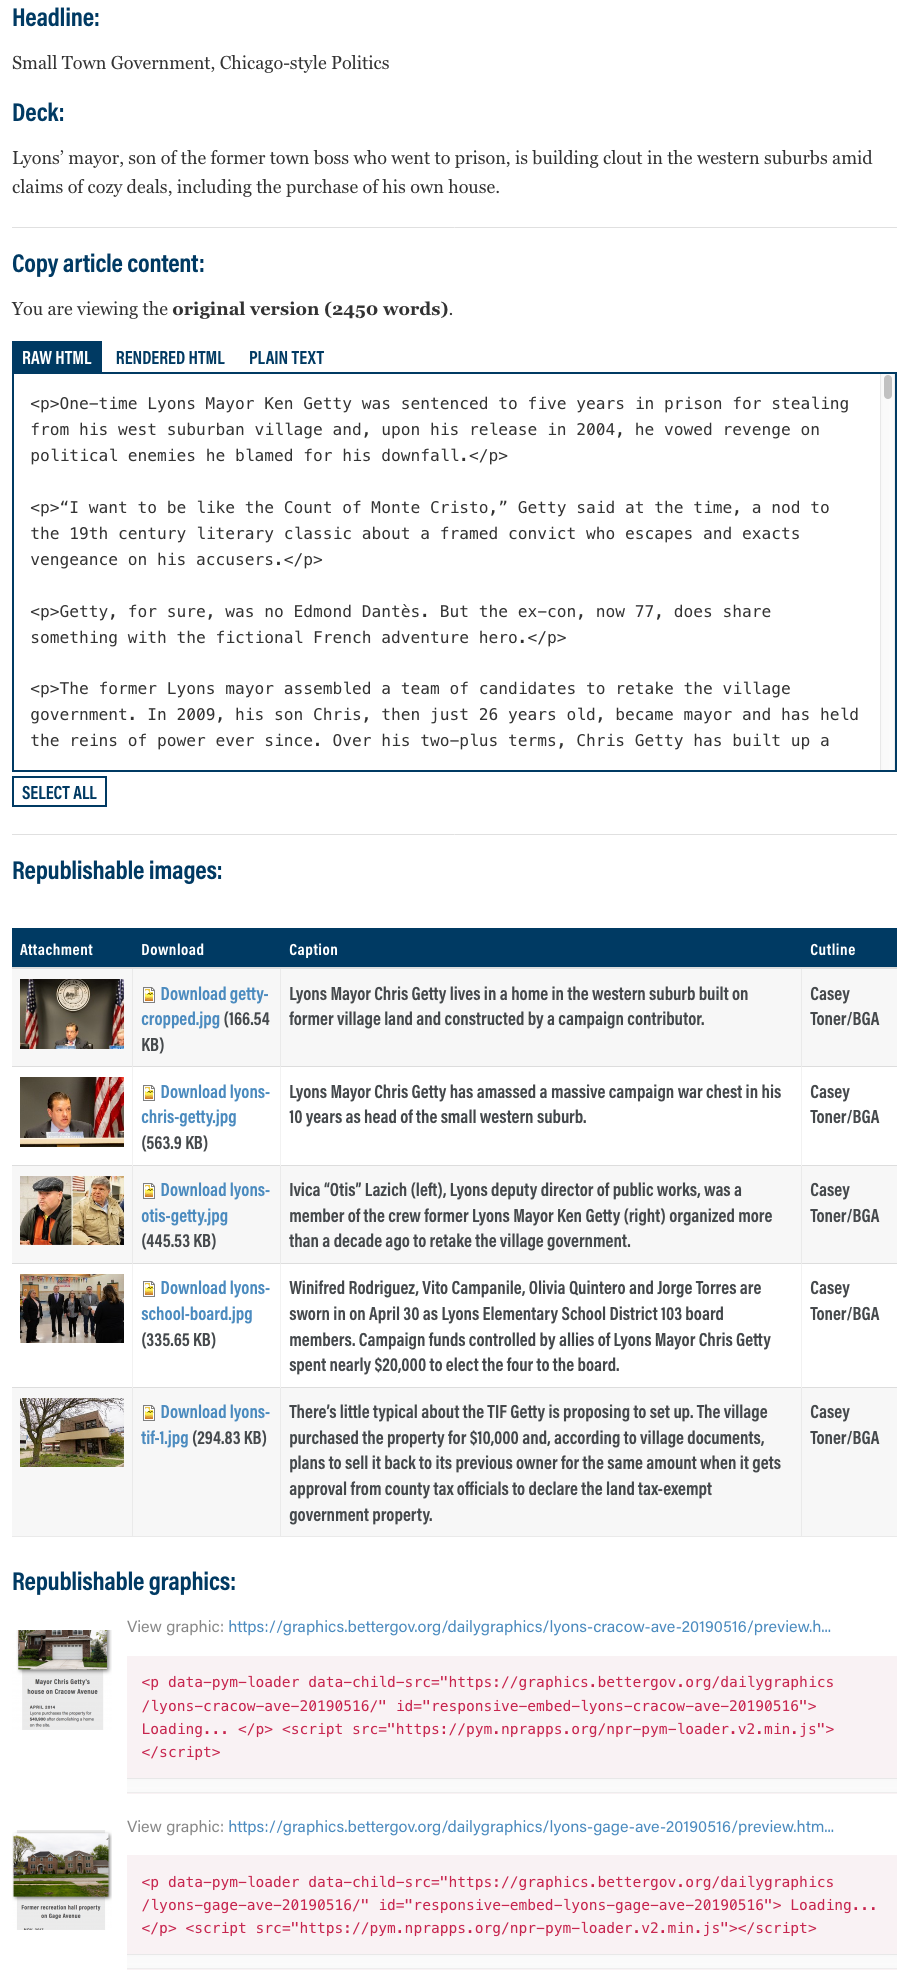 Headline:
Small Town Government, Chicago-style Politics
Deck:
Lyons’ mayor, son of the former town boss who went to prison, is building clout in the western suburbs amid
claims of cozy deals, including the purchase of his own house.
Copy article content:
You are viewing the original version (2450 words).
RAW HTML RENDERED HTML PLAIN TEXT
<p>One-time Lyons Mayor Ken Getty was sentenced to five years in prison for stealing
from his west suburban village and, upon his release in 2004, he vowed revenge on
political enemies he blamed for his downfall.</p>
<p>“I want to be like the Count of Monte Cristo,” Getty said at the time, a nod to
the 19th century literary classic about a framed convict who escapes and exacts
vengeance on his accusers.</p>
<p>Getty, for sure, was no Edmond Dantès. But the ex-con, now 77, does share
something with the fictional French adventure hero.</p>
<p>The former Lyons mayor assembled a team of candidates to retake the village
government. In 2009, his son Chris, then just 26 years old, became mayor and has held
the reins of power ever since. Over his two-plus terms, Chris Getty has built up a
SELECT ALL
Republishable images:
Attachment Download Caption Cutline
Download getty-
cropped.jpg (166.54
KB)
Lyons Mayor Chris Getty lives in a home in the western suburb built on
former village land and constructed by a campaign contributor.
Casey
Toner/BGA
Download lyons-
chris-getty.jpg
(563.9 KB)
Lyons Mayor Chris Getty has amassed a massive campaign war chest in his
10 years as head of the small western suburb.
Casey
Toner/BGA
Download lyons-
otis-getty.jpg
(445.53 KB)
Ivica “Otis” Lazich (left), Lyons deputy director of public works, was a
member of the crew former Lyons Mayor Ken Getty (right) organized more
than a decade ago to retake the village government.
Casey
Toner/BGA
Download lyons-
school-board.jpg
(335.65 KB)
Winifred Rodriguez, Vito Campanile, Olivia Quintero and Jorge Torres are
sworn in on April 30 as Lyons Elementary School District 103 board
members. Campaign funds controlled by allies of Lyons Mayor Chris Getty
spent nearly $20,000 to elect the four to the board.
Casey
Toner/BGA
Download lyons-
tif-1.jpg (294.83 KB)
There’s little typical about the TIF Getty is proposing to set up. The village
purchased the property for $10,000 and, according to village documents,
plans to sell it back to its previous owner for the same amount when it gets
approval from county tax officials to declare the land tax-exempt
government property.
Casey
Toner/BGA
Republishable graphics:
Mayor Chris Getty's
house on Cracow Avenue
APRIL 2014
Lyons purchases the property for
$40,920 after demolishing a home
on the site.
View graphic: https://graphics.bettergov.org/dailygraphics/lyons-cracow-ave-20190516/preview.h...
<p data-pym-loader data-child-src="https://graphics.bettergov.org/dailygraphics
/lyons-cracow-ave-20190516/" id="responsive-embed-lyons-cracow-ave-20190516">
Loading... </p> <script src="https://pym.nprapps.org/npr-pym-loader.v2.min.js">
</script>
Former recreation hall property
on Gage Avenue
View graphic: https://graphics.bettergov.org/dailygraphics/lyons-gage-ave-20190516/preview.htm...
<p data-pym-loader data-child-src="https://graphics.bettergov.org/dailygraphics
/lyons-gage-ave-20190516/" id="responsive-embed-lyons-gage-ave-20190516"> Loading...
</p> <script src="https://pym.nprapps.org/npr-pym-loader.v2.min.js"></script>